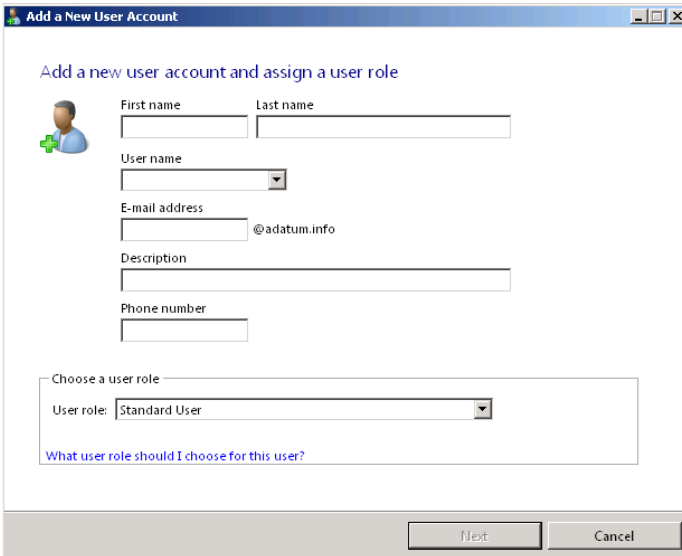 Add a New User Account
Add a new user account and assign a user role
First name Last name
User name
E-mail address
@adatum.info
Description
Phone number
Choose a user role
User role: Standard User
What user role should I choose for this user?
Next Cancel